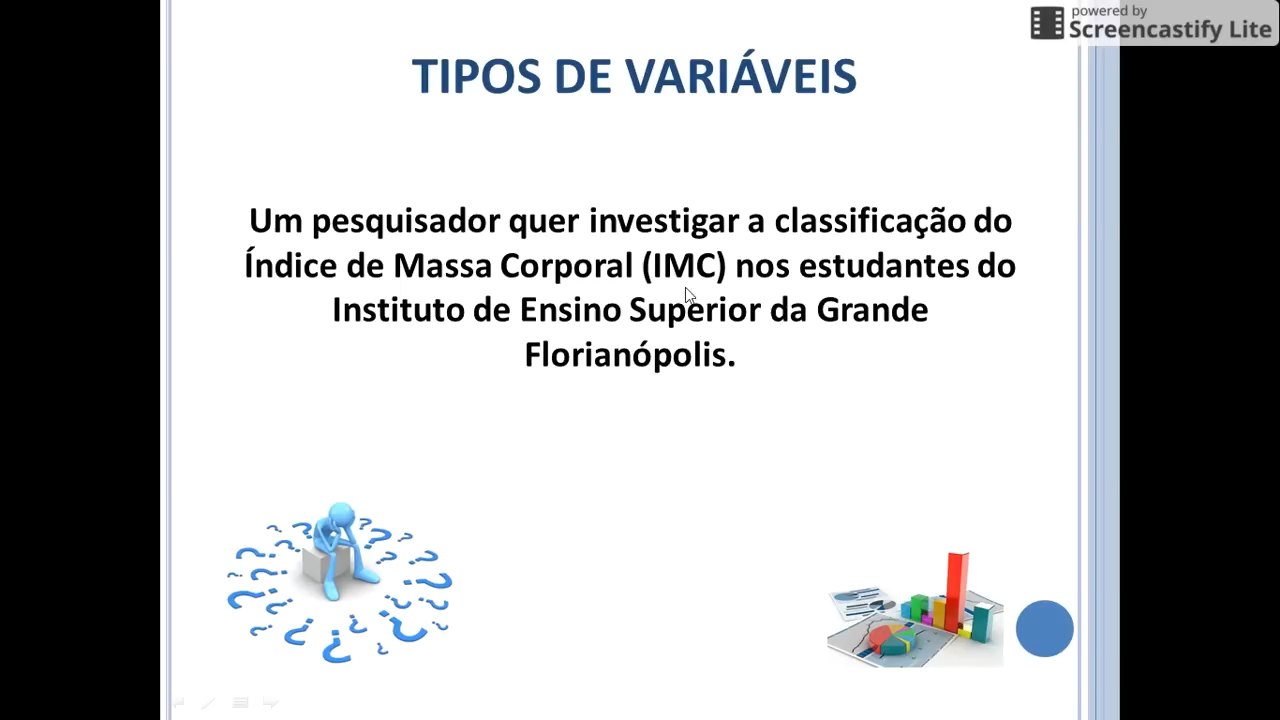 powered by
Screencastify Lite
TIPOS DE VARIÁVEIS
Um pesquisador quer investigar a classificação do
Índice de Massa Corporal (IMC) nos estudantes do
Instituto de Ensino Superior da Grande
Florianópolis.